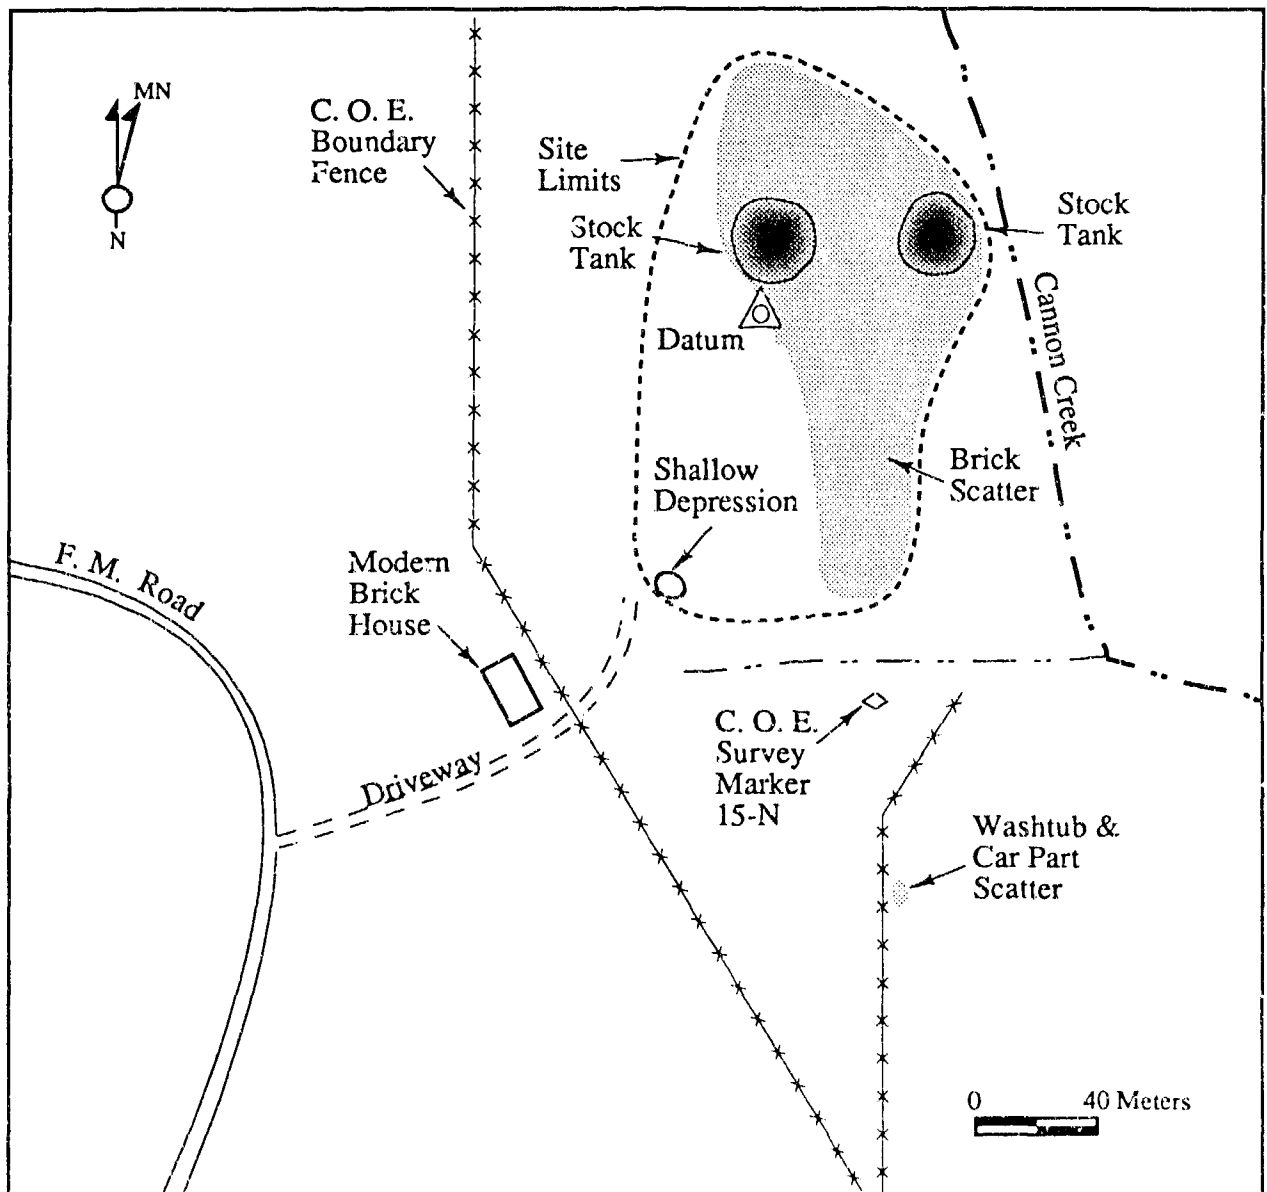 MN
N
C. O. E.
Boundary
Fence
Site
Limits
Stock
Tank
Stock
Tank
Datum
Cannon Creek
Shallow
Depression
Brick
Scatter
F. M. Road
Modern
Brick
House
Driveway
C. O. E.
Survey
Marker
15-N
Washtub &
Car Part
Scatter
0 40 Meters